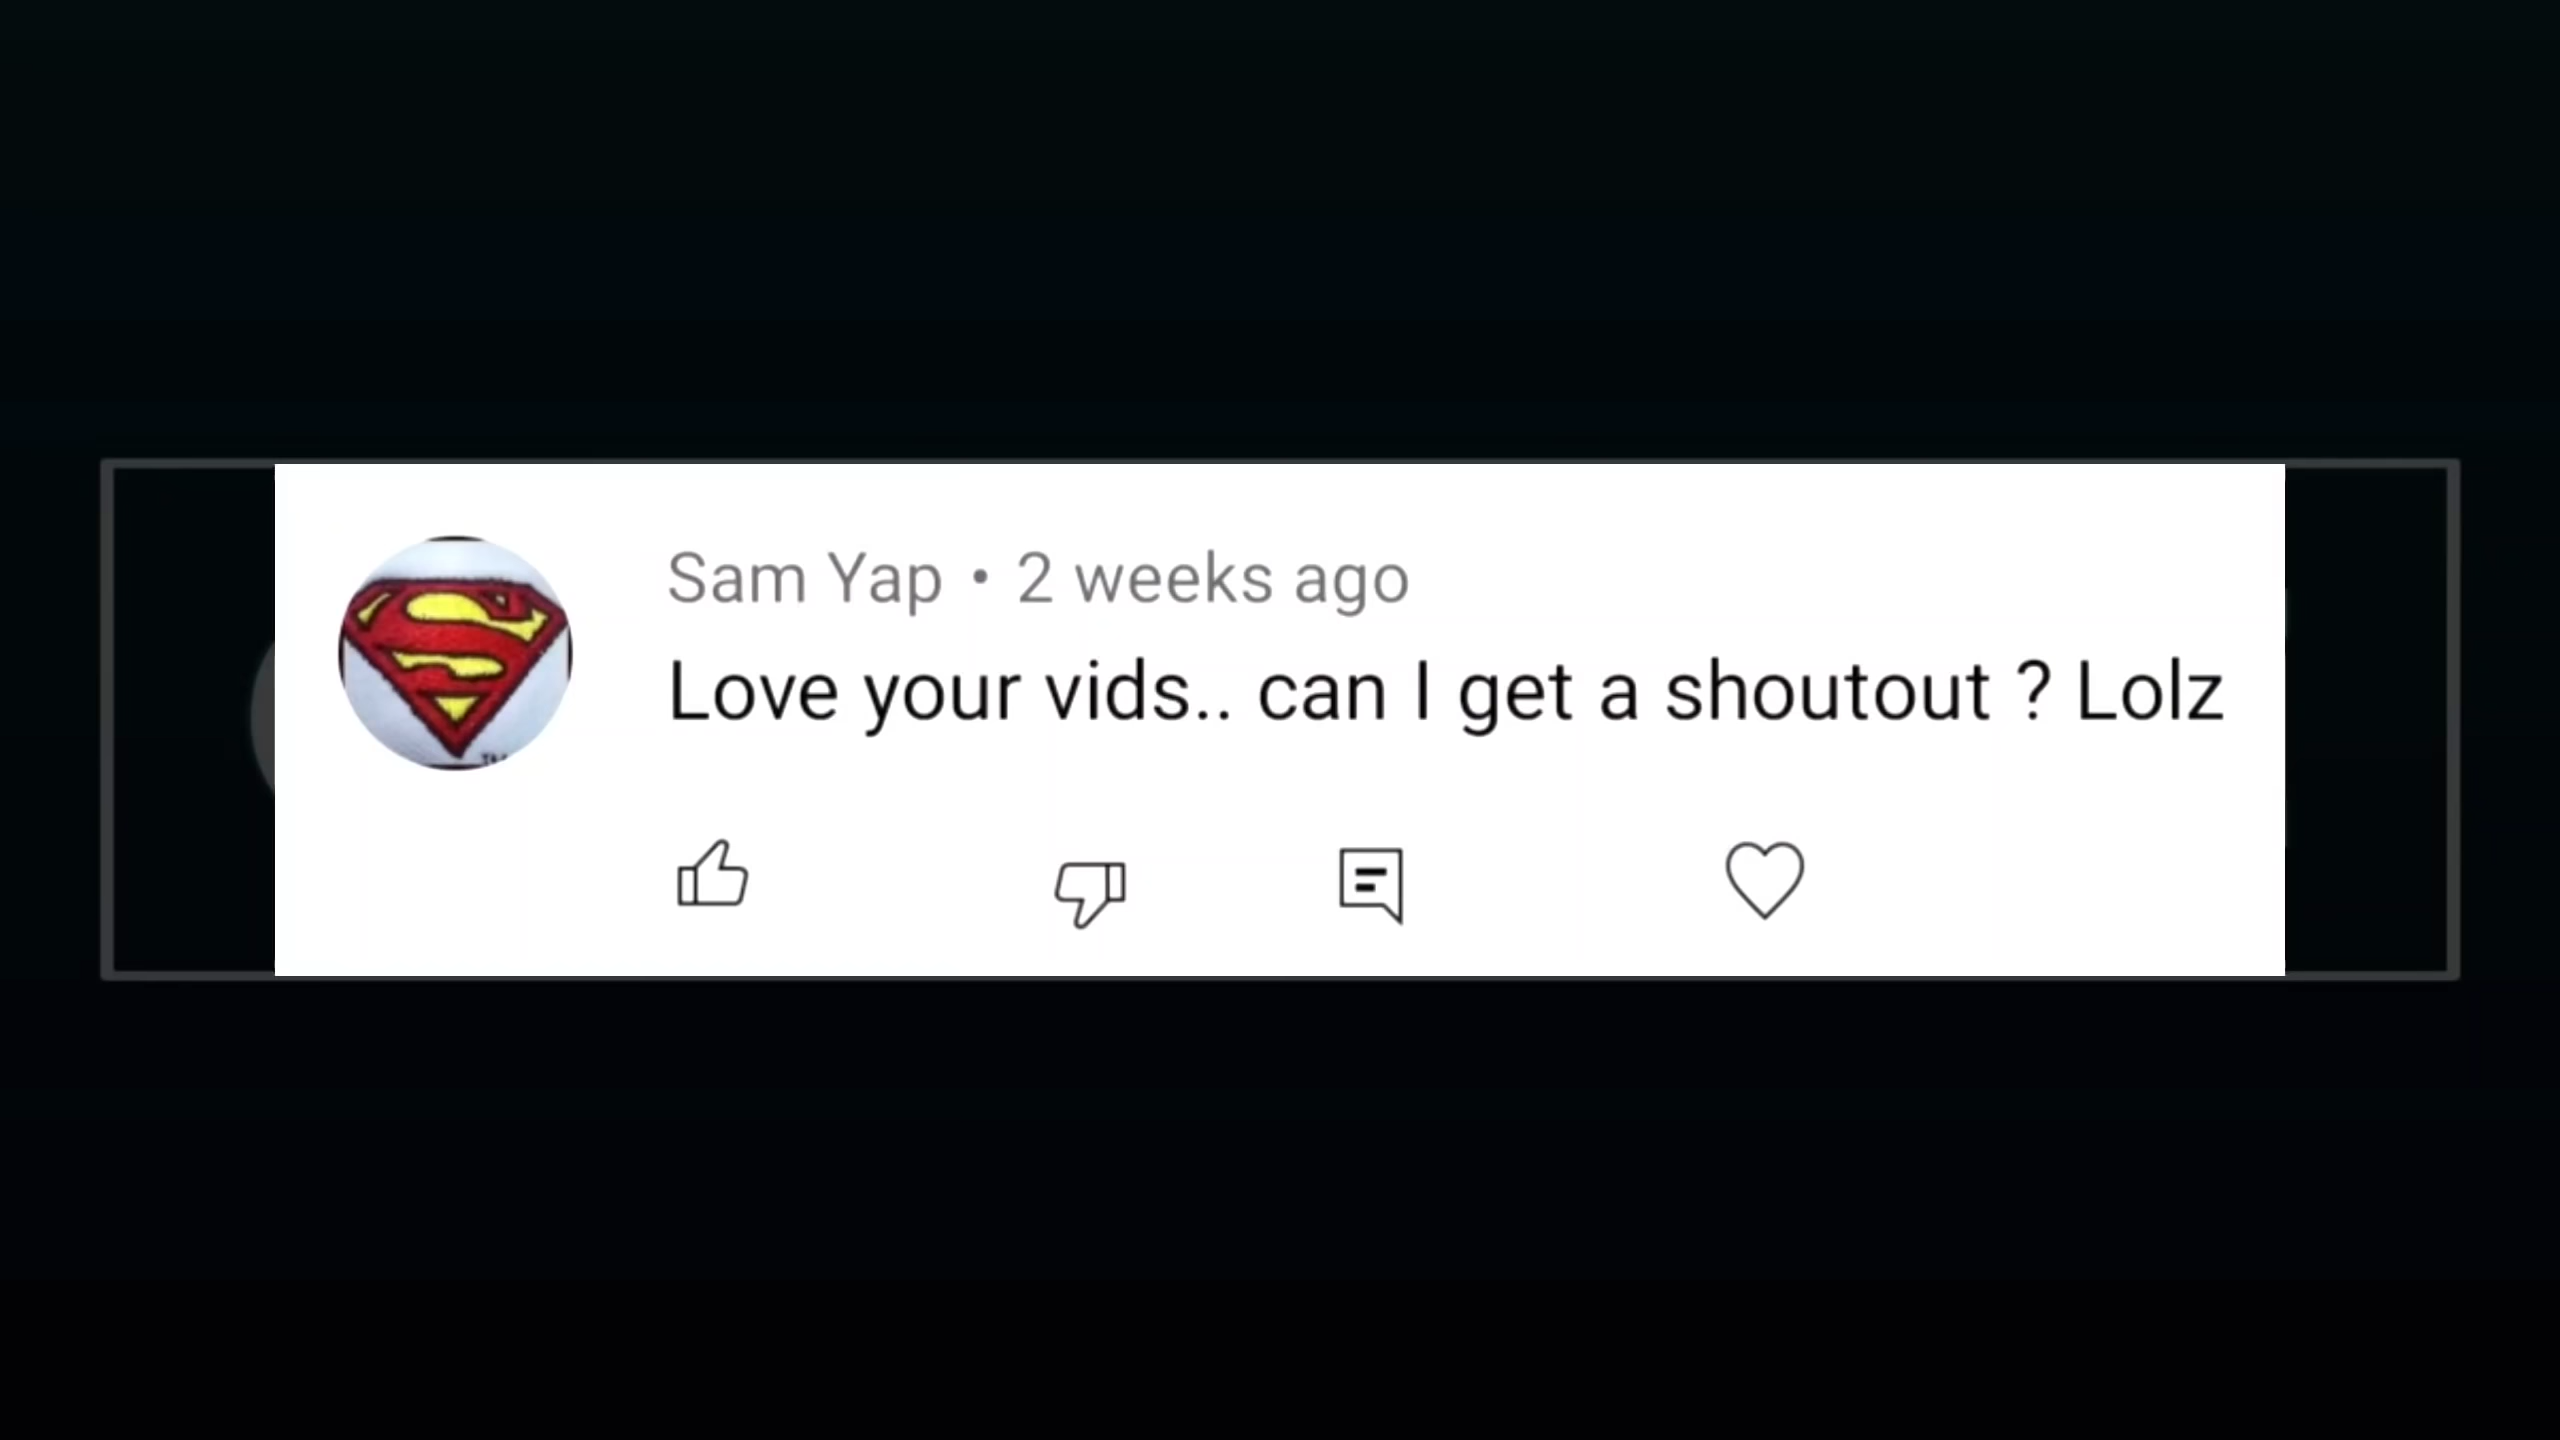 Sam Yap • 2 weeks ago
Love your vids.. can I get a shoutout ? Lolz